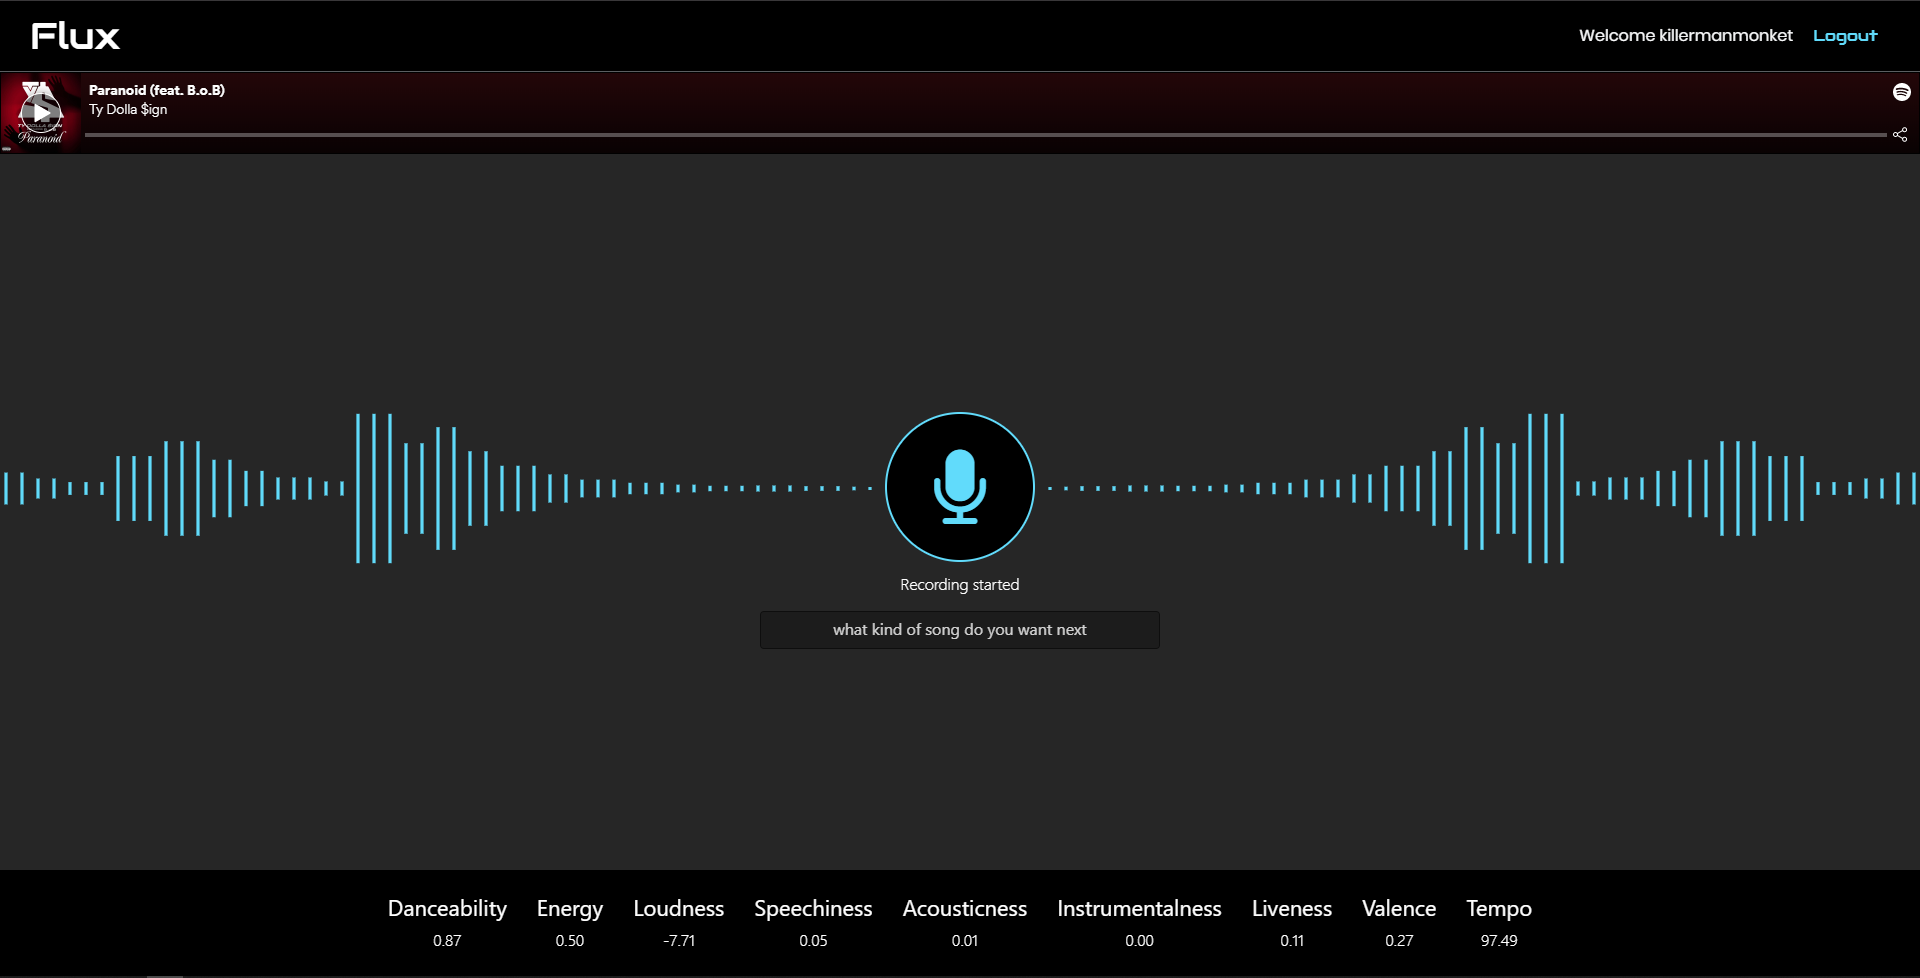 Flux
Welcome killermanmonket Logout
Paranoid (feat. B.o.B)
Ty Dolla $ign
Paranoid
Recording started
what kind of song do you want next
Danceability Energy Loudness Speechiness Acousticness Instrumentalness Liveness Valence Tempo
0.87 0.50 -7.71 0.05 0.01 0.00 0.11 0.27 97.49